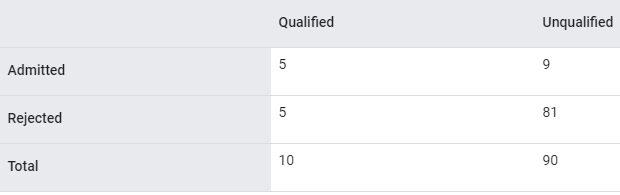 Qualified Unqualified
Admitted 5 9
Rejected 5 81
Total 10 90